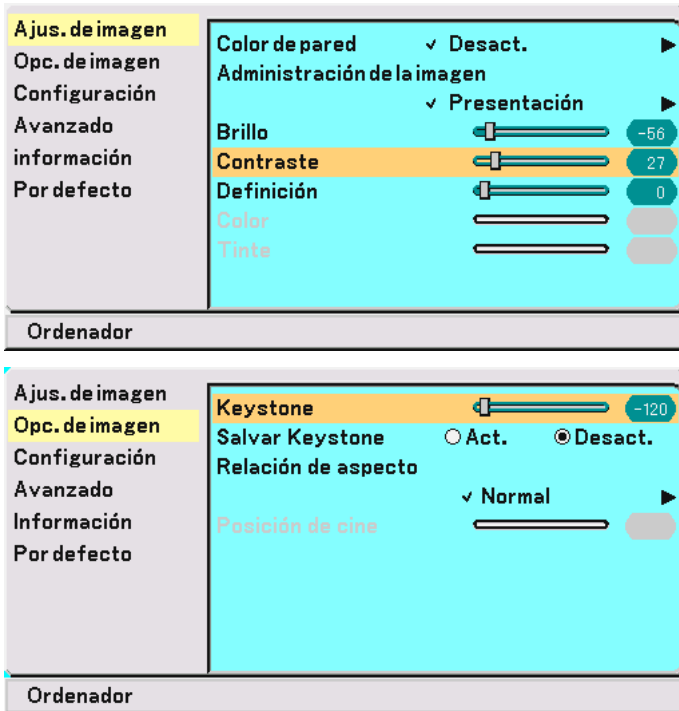 Ajus. de imagen
Opc. de imagen
Configuración
Avanzado
información
Por defecto
Color de pared ✓ Desact.
Administración de la imagen
✓ Presentación
Brillo -56
Contraste 27
Definición 0
Color
Tinte
Ordenador
Ajus. de imagen
Opc. de imagen
Configuración
Avanzado
Información
Por defecto
Keystone -120
Salvar Keystone Act. Desact.
Relación de aspecto
✓ Normal
Posición de cine
Ordenador